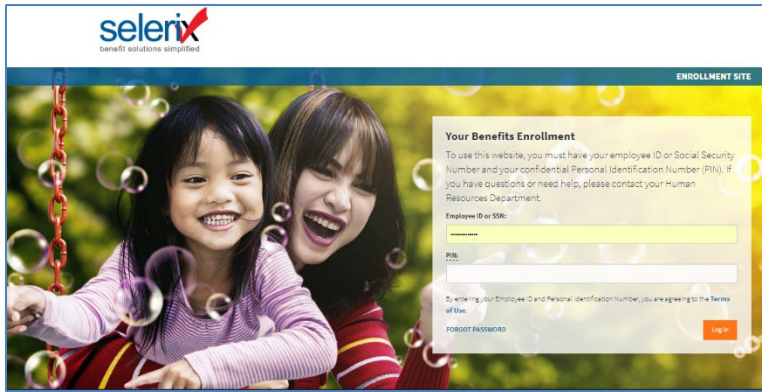 selerix
benefit solutions simplified
ENROLLMENT SITE
Your Benefits Enrollment
To use this website, you must have your employee ID or Social Security
Number and your confidential Personal Identification Number (PIN). If
you have questions or need help, please contact your Human
Resources Department.
Employee ID or SSN:
PIN:
By entering your Employee ID and Personal Identification Number, you are agreeing to the Terms
of Use.
FORGOT PASSWORD
Log in